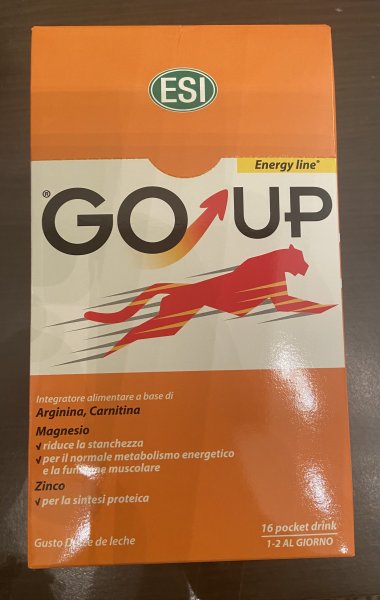 ESI
Energy line®
® GO UP
Integratore alimentare a base di
Arginina, Carnitina
Magnesio
√ riduce la stanchezza
√ per il normale metabolismo energetico
e la funzione muscolare
Zinco
√ per la sintesi proteica
Gusto Dulce de leche
16 pocket drink
1-2 AL GIORNO